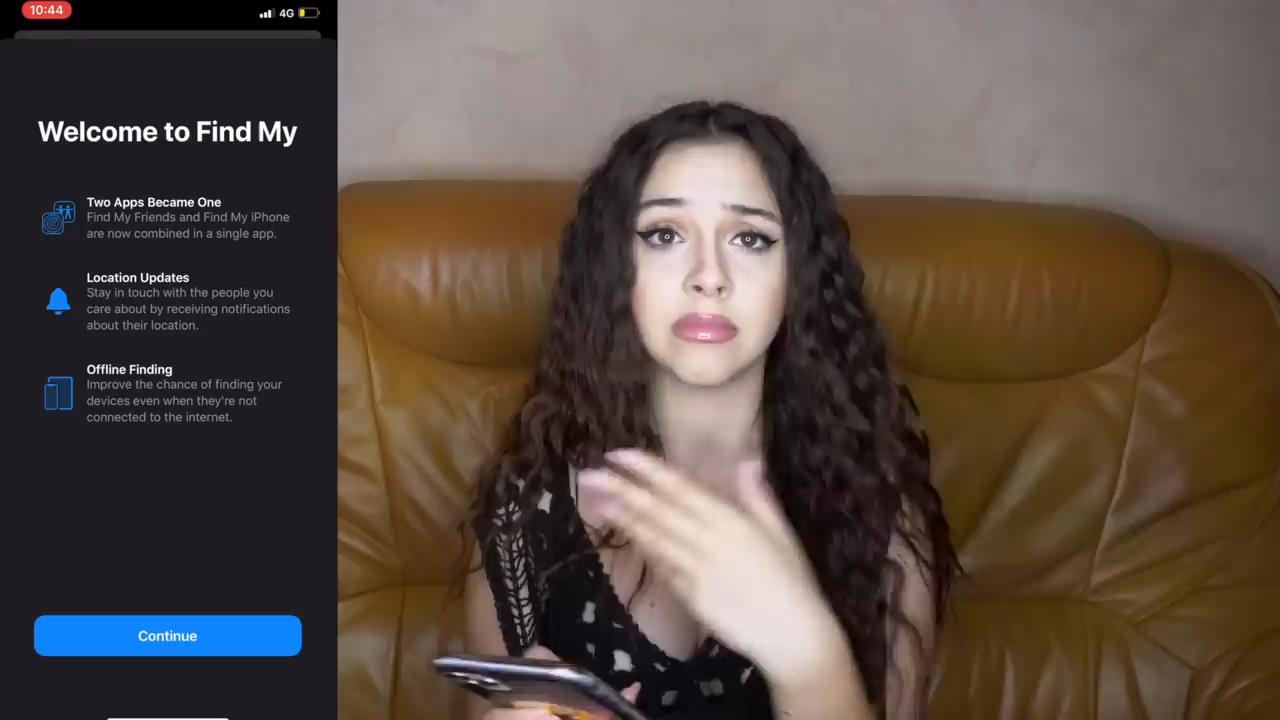 10:44
4G
Welcome to Find My
Two Apps Became One
Find My Friends and Find My iPhone
are now combined in a single app.
Location Updates
Stay in touch with the people you
care about by receiving notifications
about their location.
Offline Finding
Improve the chance of finding your
devices even when they're not
connected to the internet.
Continue